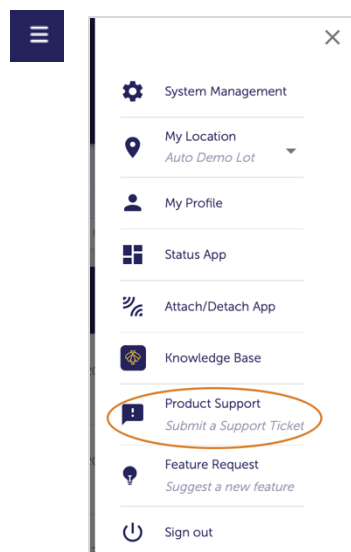 System Management
My Location
Auto Demo Lot
My Profile
Status App
Attach/Detach App
Knowledge Base
Product Support
Submit a Support Ticket
Feature Request
Suggest a new feature
Sign out